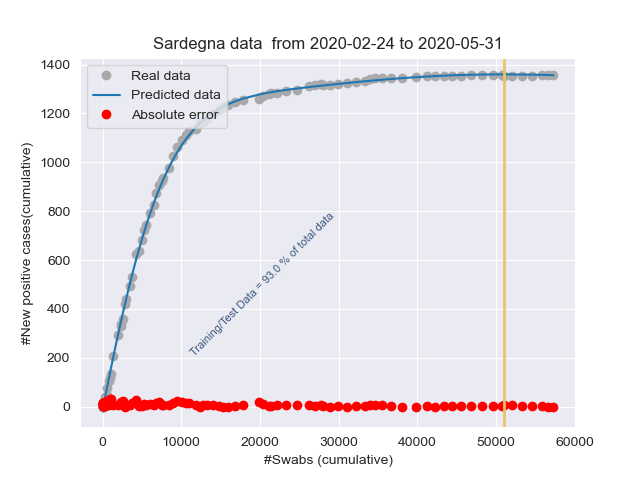 Sardegna data  from 2020-02-24 to 2020-05-31
1400
1200
1000
800
600
400
200
0
#New positive cases(cumulative)
Real data
Predicted data
Absolute error
Training/Test Data = 93.0 % of total data
0
10000
20000
30000
40000
50000
60000
#Swabs (cumulative)